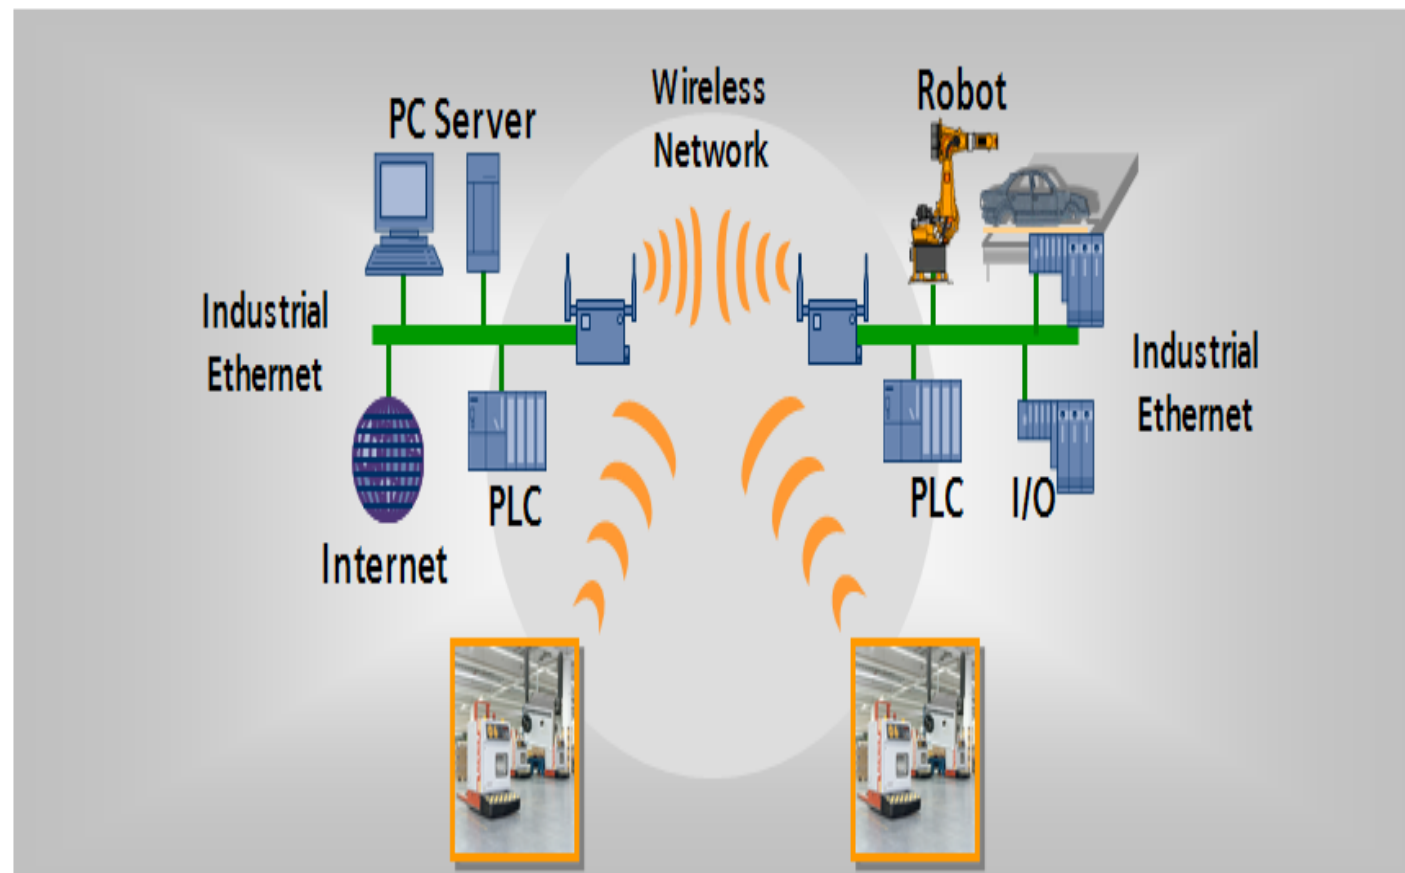 Wireless
Network
Robot
PC Server
Industrial
Ethernet
Industrial
Ethernet
PLC
PLC
I/O
Internet